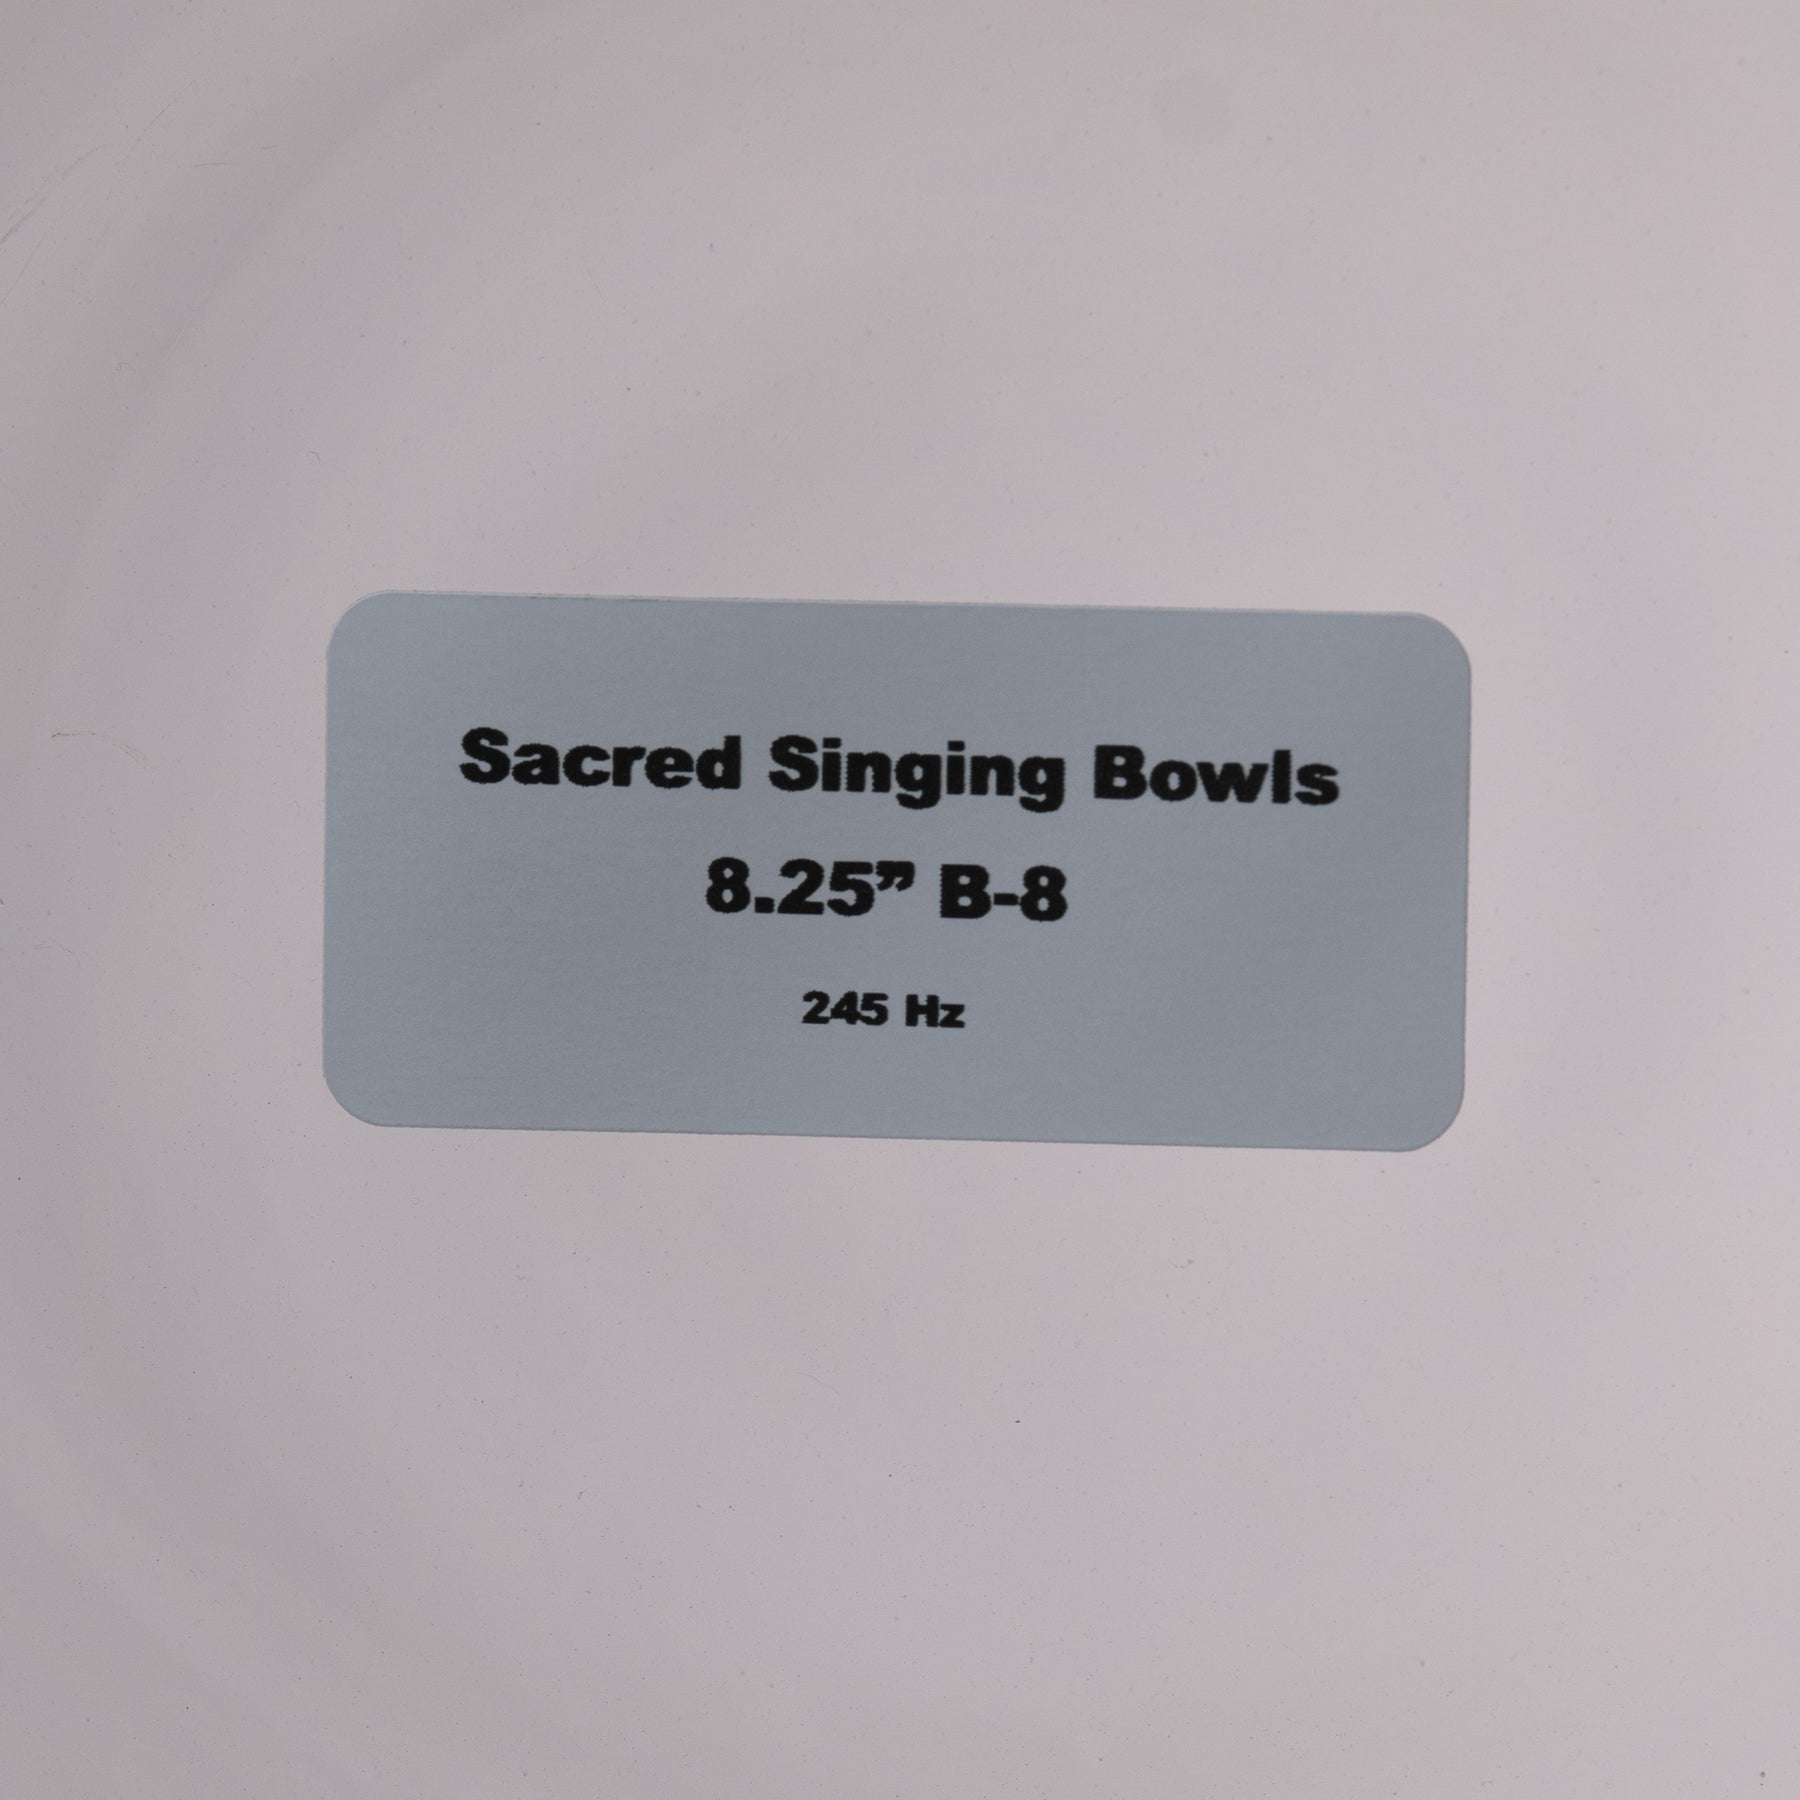 Sacred Singing Bowls
8.25” B-8
245 Hz